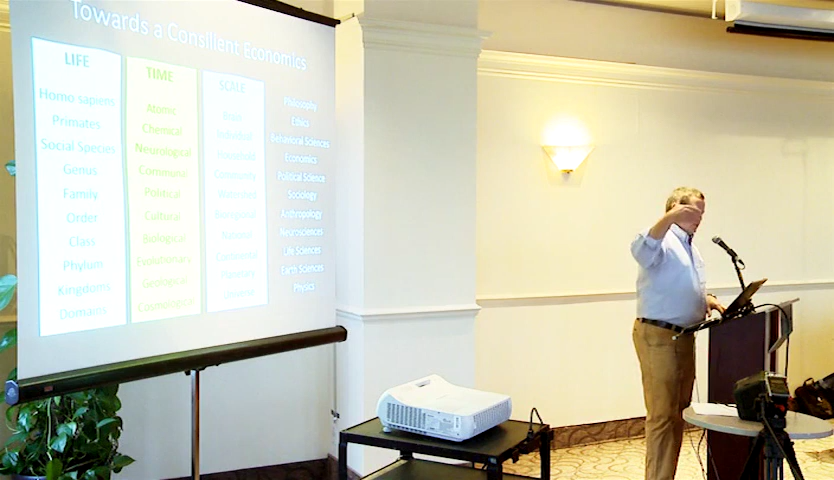 Towards a Consilient Economics
LIFE
Homo sapiens
Primates
Social Species
Genus
Family
Order
Class
Phylum
Kingdoms
Domains
TIME
Atomic
Chemical
Neurological
Communal
Political
Cultural
Biological
Evolutionary
Geological
Cosmological
SCALE
Individual
Household
Community
Watershed
Bioregional
National
Continental
Planetary
Universe
Philosophy
Ethics
Behavioral Sciences
Economics
Political Science
Sociology
Anthropology
Neurosciences
Life Sciences
Earth Sciences
Physics